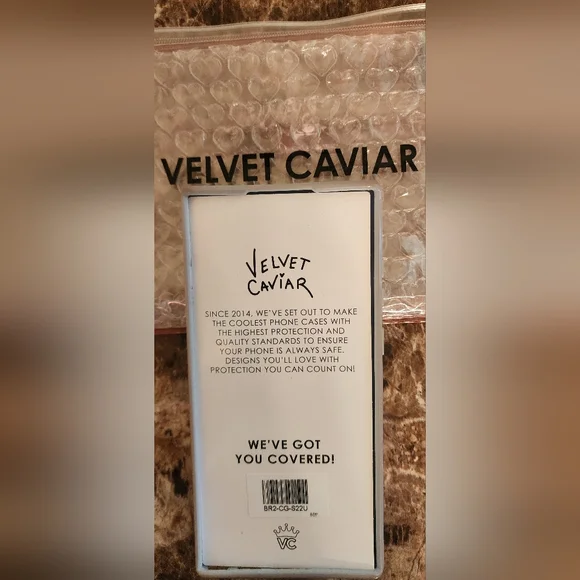 VELVET CAVIAR
VELVET
CAVIAR
SINCE 2014, WE'VE SET OUT TO MAKE
THE COOLEST PHONE CASES WITH
THE HIGHEST PROTECTION AND
QUALITY STANDARDS TO ENSURE
YOUR PHONE IS ALWAYS SAFE.
DESIGNS YOU'LL LOVE WITH
PROTECTION YOU CAN COUNT ON!
WE'VE GOT
YOU COVERED!
BR2-CG-S22U
VC